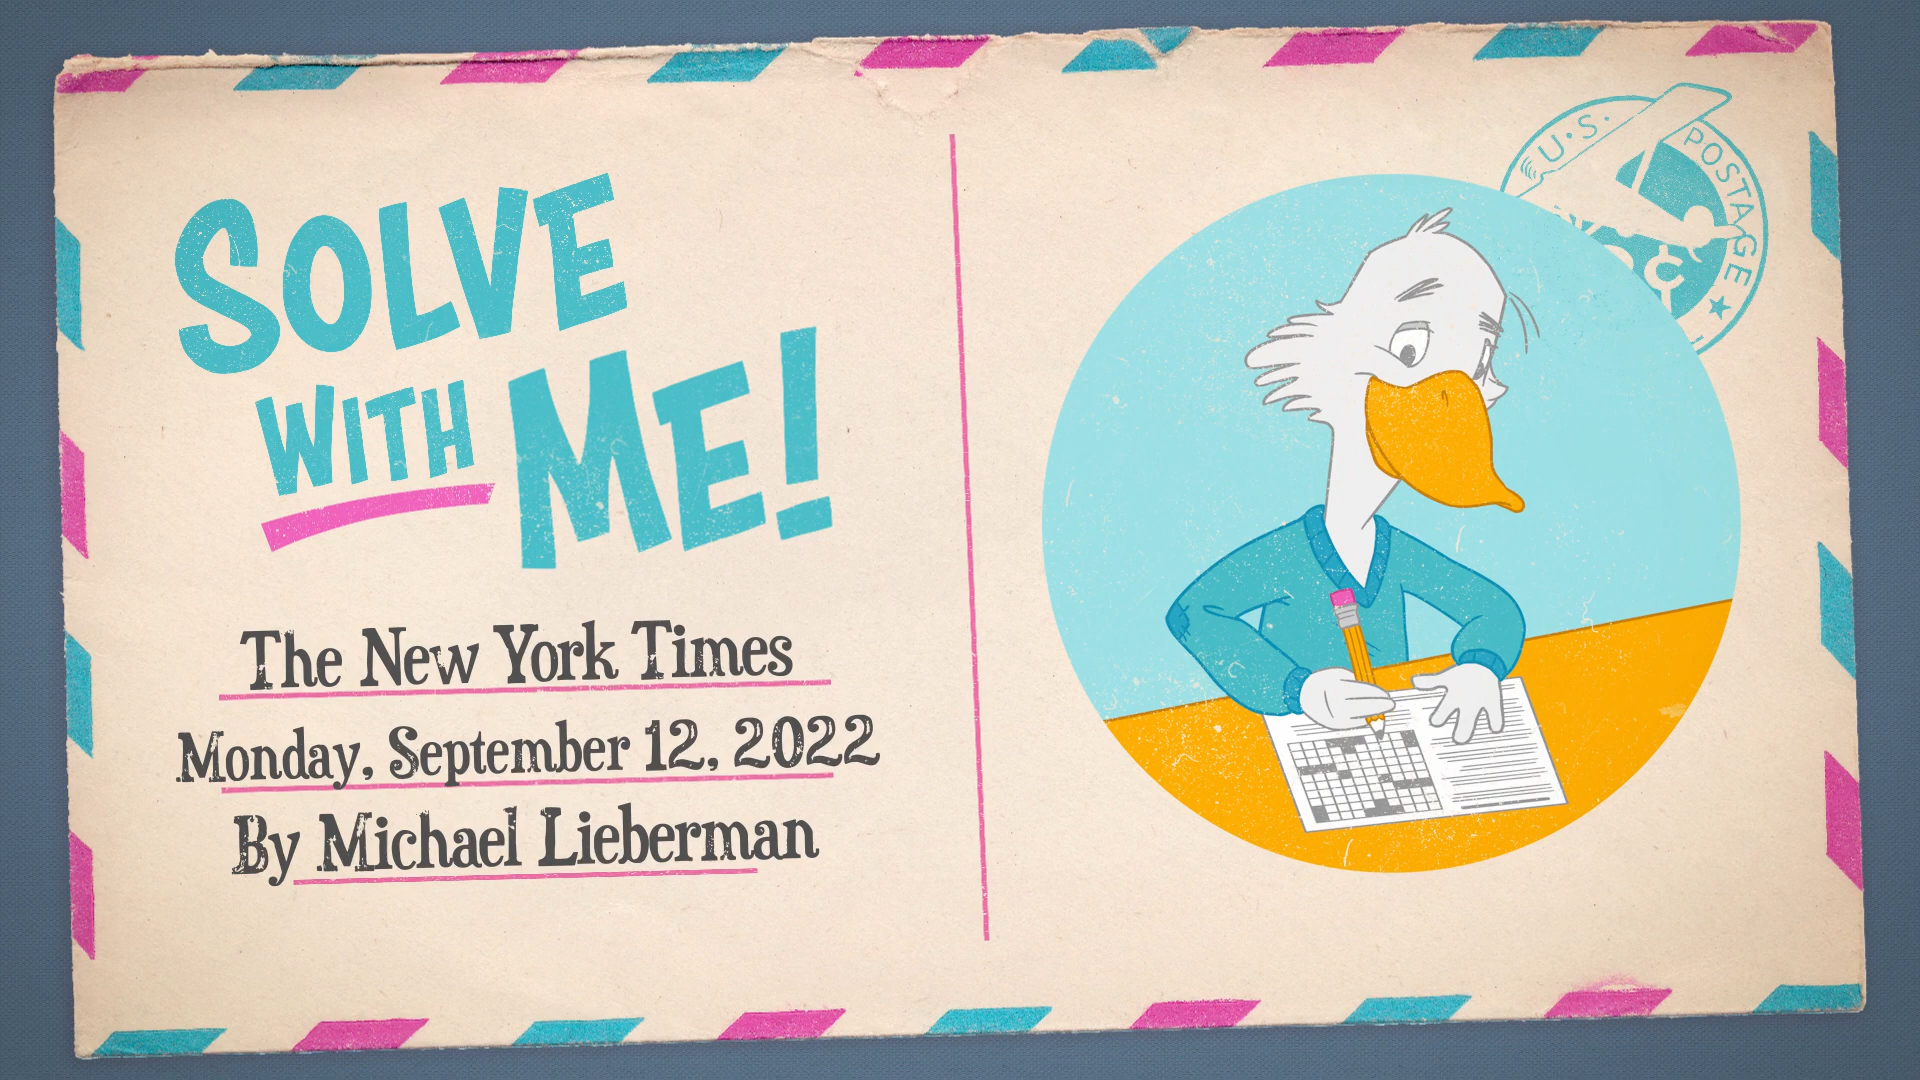 SOLVE
WITH ME!
The New York Times
Monday, September 12, 2022
By Michael Lieberman
U.S. POSTAGE